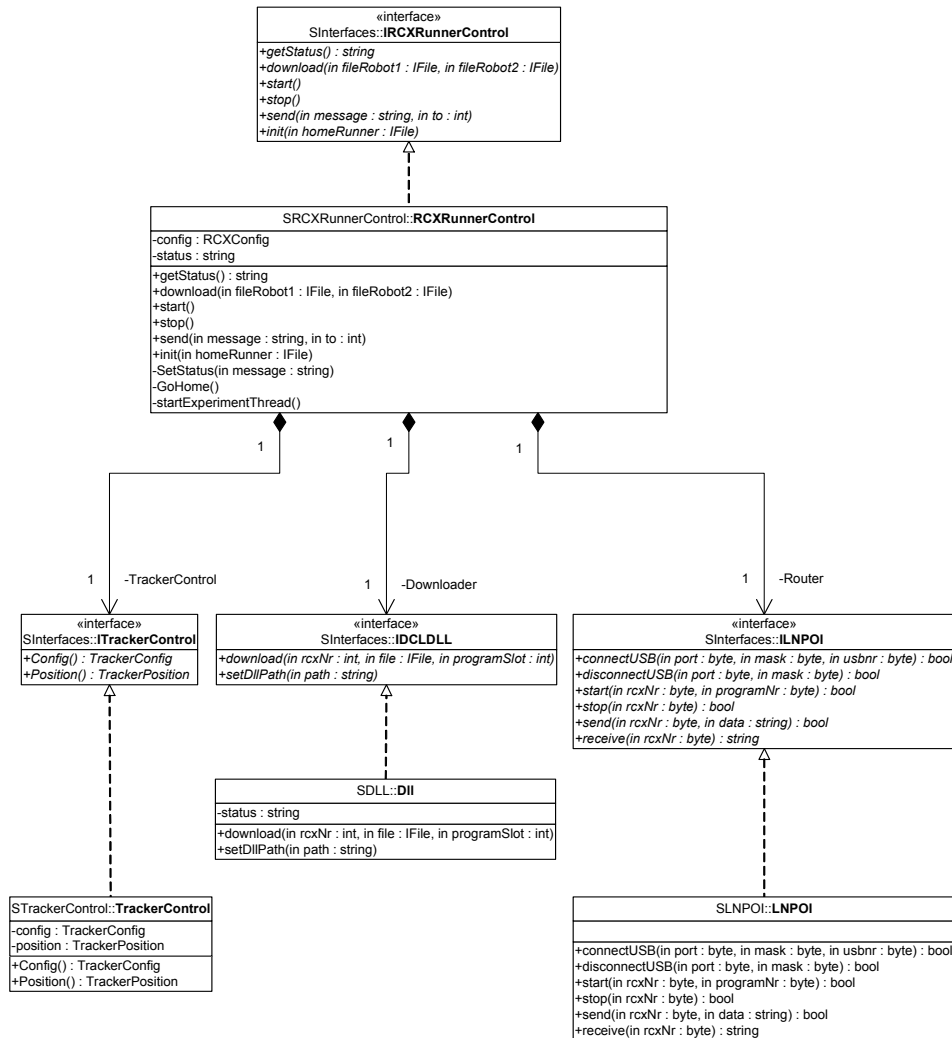 «interface»
SInterfaces::IRCXRunnerControl
+getStatus() : string
+download(in fileRobot1 : IFile, in fileRobot2 : IFile)
+start()
+stop()
+send(in message : string, in to : int)
+init(in homeRunner : IFile)
SRCXRunnerControl::RCXRunnerControl
-config : RCXConfig
-status : string
+getStatus() : string
+download(in fileRobot1 : IFile, in fileRobot2 : IFile)
+start()
+stop()
+send(in message : string, in to : int)
+init(in homeRunner : IFile)
-SetStatus(in message : string)
-GoHome()
-startExperimentThread()
1
1
1
1
-TrackerControl
1
-Downloader
1
-Router
«interface»
SInterfaces::ITrackerControl
+Config() : TrackerConfig
+Position() : TrackerPosition
«interface»
SInterfaces::IDCLDLL
+download(in rcxNr : int, in file : IFile, in programSlot : int)
+setDllPath(in path : string)
«interface»
SInterfaces::ILNPOI
+connectUSB(in port : byte, in mask : byte, in usbnr : byte) : bool
+disconnectUSB(in port : byte, in mask : byte) : bool
+start(in rcxNr : byte, in programNr : byte) : bool
+stop(in rcxNr : byte) : bool
+send(in rcxNr : byte, in data : string) : bool
+receive(in rcxNr : byte) : string
SDLL::Dll
-status : string
+download(in rcxNr : int, in file : IFile, in programSlot : int)
+setDllPath(in path : string)
STrackerControl::TrackerControl
-config : TrackerConfig
-position : TrackerPosition
+Config() : TrackerConfig
+Position() : TrackerPosition
SLNPOI::LNPOI
+connectUSB(in port : byte, in mask : byte, in usbnr : byte) : bool
+disconnectUSB(in port : byte, in mask : byte) : bool
+start(in rcxNr : byte, in programNr : byte) : bool
+stop(in rcxNr : byte) : bool
+send(in rcxNr : byte, in data : string) : bool
+receive(in rcxNr : byte) : string